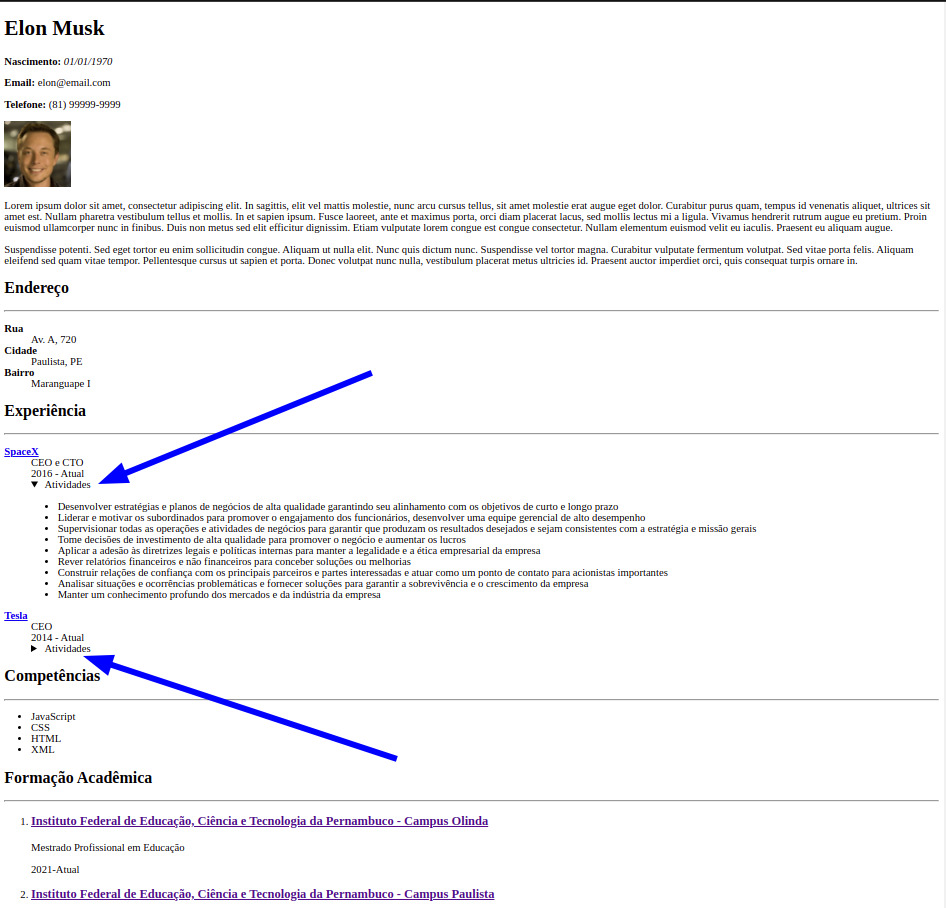 Elon Musk
Nascimento: 01/01/1970
Email: elon@email.com
Telefone: (81) 99999-9999
Lorem ipsum dolor sit amet, consectetur adipiscing elit. In sagittis, elit vel mattis molestie, nunc arcu cursus tellus, sit amet molestie erat augue eget dolor. Curabitur purus quam, tempus id venenatis aliquet, ultrices sit
amet est. Nullam pharetra vestibulum tellus et mollis. In et sapien ipsum. Fusce laoreet, ante et maximus porta, orci diam placerat lacus, sed mollis lectus mi a ligula. Vivamus hendrerit rutrum augue eu pretium. Proin
euismod ullamcorper nunc in finibus. Duis non metus sed elit efficitur dignissim. Etiam vulputate lorem congue est congue consectetur. Nullam elementum euismod velit eu iaculis. Praesent eu aliquam augue.
Suspendisse potenti. Sed eget tortor eu enim sollicitudin congue. Aliquam ut nulla elit. Nunc quis dictum nunc. Suspendisse vel tortor magna. Curabitur vulputate fermentum volutpat. Sed vitae porta felis. Aliquam
eleifend sed quam vitae tempor. Pellentesque cursus ut sapien et porta. Donec volutpat nunc nulla, vestibulum placerat metus ultricies id. Praesent auctor imperdiet orci, quis consequat turpis ornare in.
Endereço
Rua
Av. A, 720
Cidade
Paulista, PE
Bairro
Maranguape I
Experiência
SpaceX
CEO e CTO
2016 - Atual
▼ Atividades
• Desenvolver estratégias e planos de negócios de alta qualidade garantindo seu alinhamento com os objetivos de curto e longo prazo
• Liderar e motivar os subordinados para promover o engajamento dos funcionários, desenvolver uma equipe gerencial de alto desempenho
• Supervisionar todas as operações e atividades de negócios para garantir que produzam os resultados desejados e sejam consistentes com a estratégia e missão gerais
• Tome decisões de investimento de alta qualidade para promover o negócio e aumentar os lucros
• Aplicar a adesão às diretrizes legais e políticas internas para manter a legalidade e a ética empresarial da empresa
• Rever relatórios financeiros e não financeiros para conceber soluções ou melhorias
• Construir relações de confiança com os principais parceiros e partes interessadas e atuar como um ponto de contato para acionistas importantes
• Analisar situações e ocorrências problemáticas e fornecer soluções para garantir a sobrevivência e o crescimento da empresa
• Manter um conhecimento profundo dos mercados e da indústria da empresa
Tesla
CEO
2014 - Atual
▶ Atividades
Competências
• JavaScript
• CSS
• HTML
• XML
Formação Acadêmica
1. Instituto Federal de Educação, Ciência e Tecnologia da Pernambuco - Campus Olinda
Mestrado Profissional em Educação
2021-Atual
2. Instituto Federal de Educação, Ciência e Tecnologia da Pernambuco - Campus Paulista